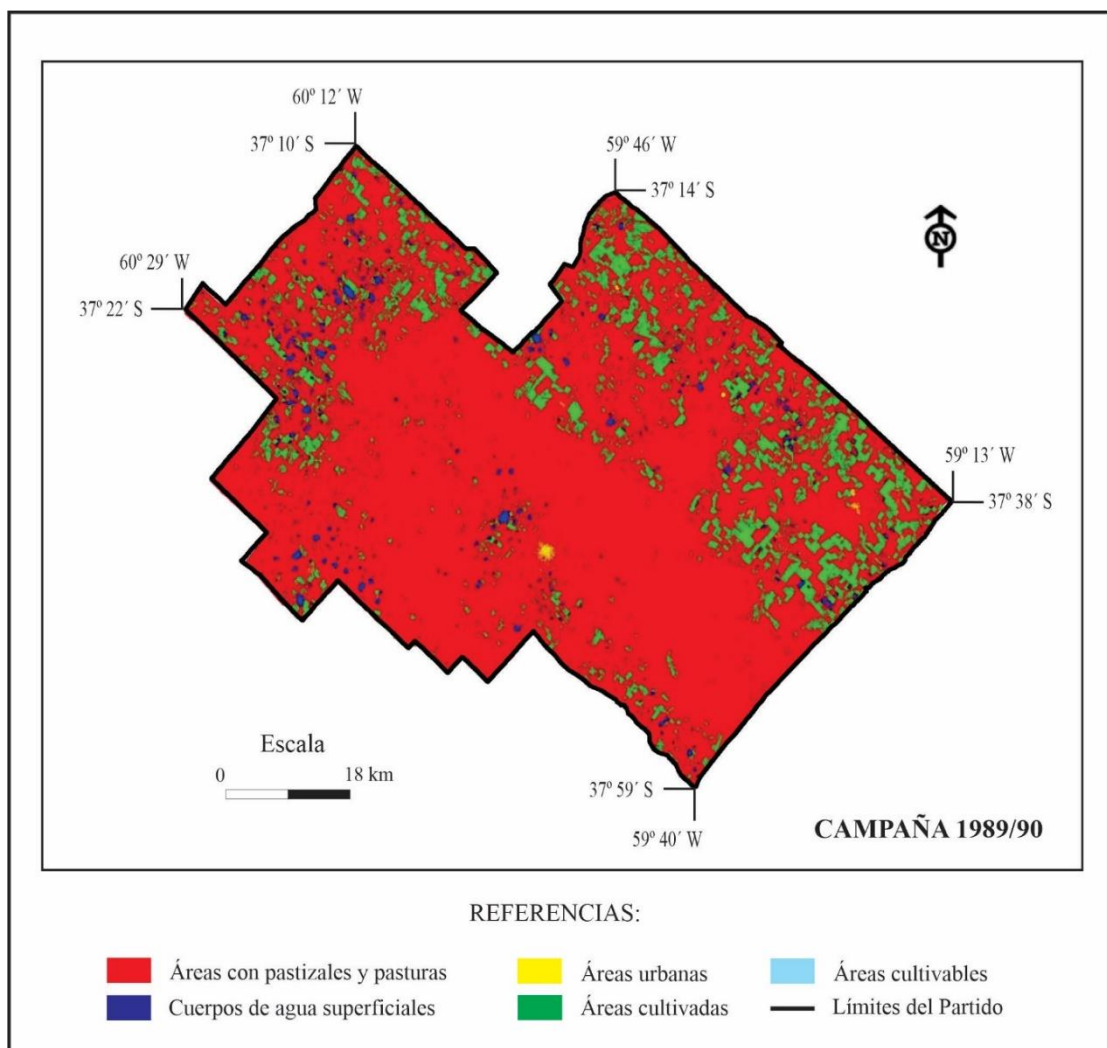 60º 12´ W
37º 10´ S
59º 46´ W
37º 14´ S
N
60º 29´ W
37º 22´ S
59º 13´ W
37º 38´ S
Escala
0 18 km
37º 59´ S
59º 40´ W
CAMPAÑA 1989/90
REFERENCIAS:
Áreas con pastizales y pasturas
Áreas urbanas
Áreas cultivables
Cuerpos de agua superficiales
Áreas cultivadas
Límites del Partido